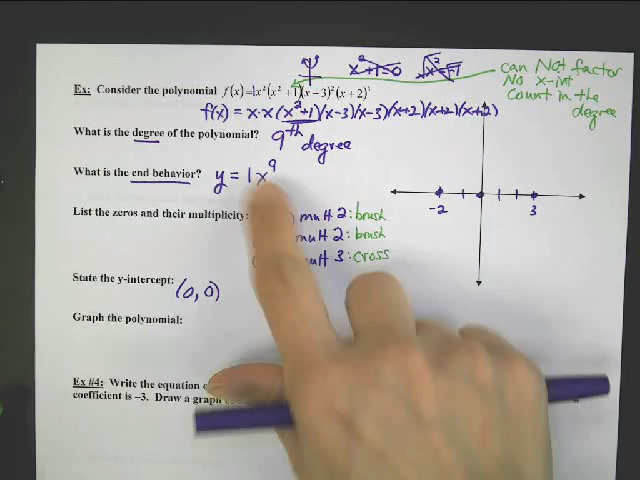 x² + 1 = 0
√x² = √-1
can Not factor
No x-int
Count in the degree
Ex: Consider the polynomial f(x)=1x²(x² + 1)(x−3)²(x+2)³
f(x) = x·x(x²+1)(x-3)(x-3)(x+2)(x+2)(x+2)
What is the degree of the polynomial? 9th degree
What is the end behavior? y = 1x⁹
List the zeros and their multiplicity: mult 2: brush
mult 2: brush
mult 3: cross
-2 3
State the y-intercept: (0, 0)
Graph the polynomial:
Ex #4: Write the equation
coefficient is –3. Draw a graph